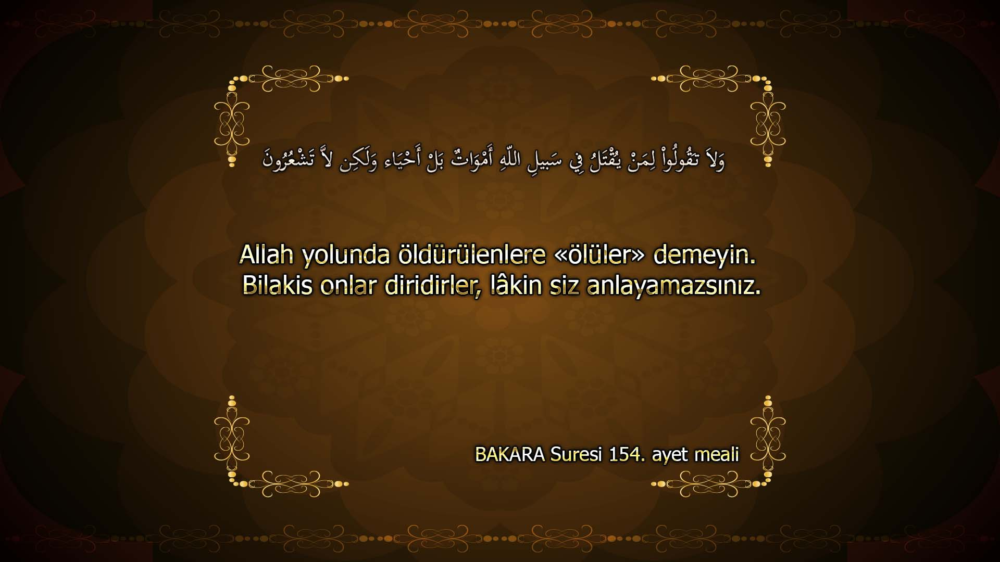 وَلاَ تَقُولُواْ لِمَنْ يُقْتَلُ فِي سَبيلِ اللّهِ أَمْوَاتٌ بَلْ أَحْيَاء وَلَكِن لاَّ تَشْعُرُونَ
Allah yolunda öldürülenlere «ölüler» demeyin.
Bilakis onlar diridirler, lâkin siz anlayamazsınız.
BAKARA Suresi 154. ayet meali